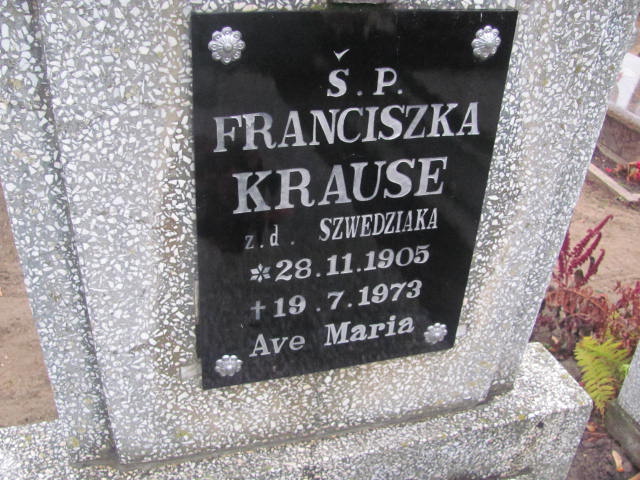 Ś. P.
FRANCISZKA
KRAUSE
z.d. SZWEDZIAKA
*28.11.1905
†19.7.1973
Ave Maria